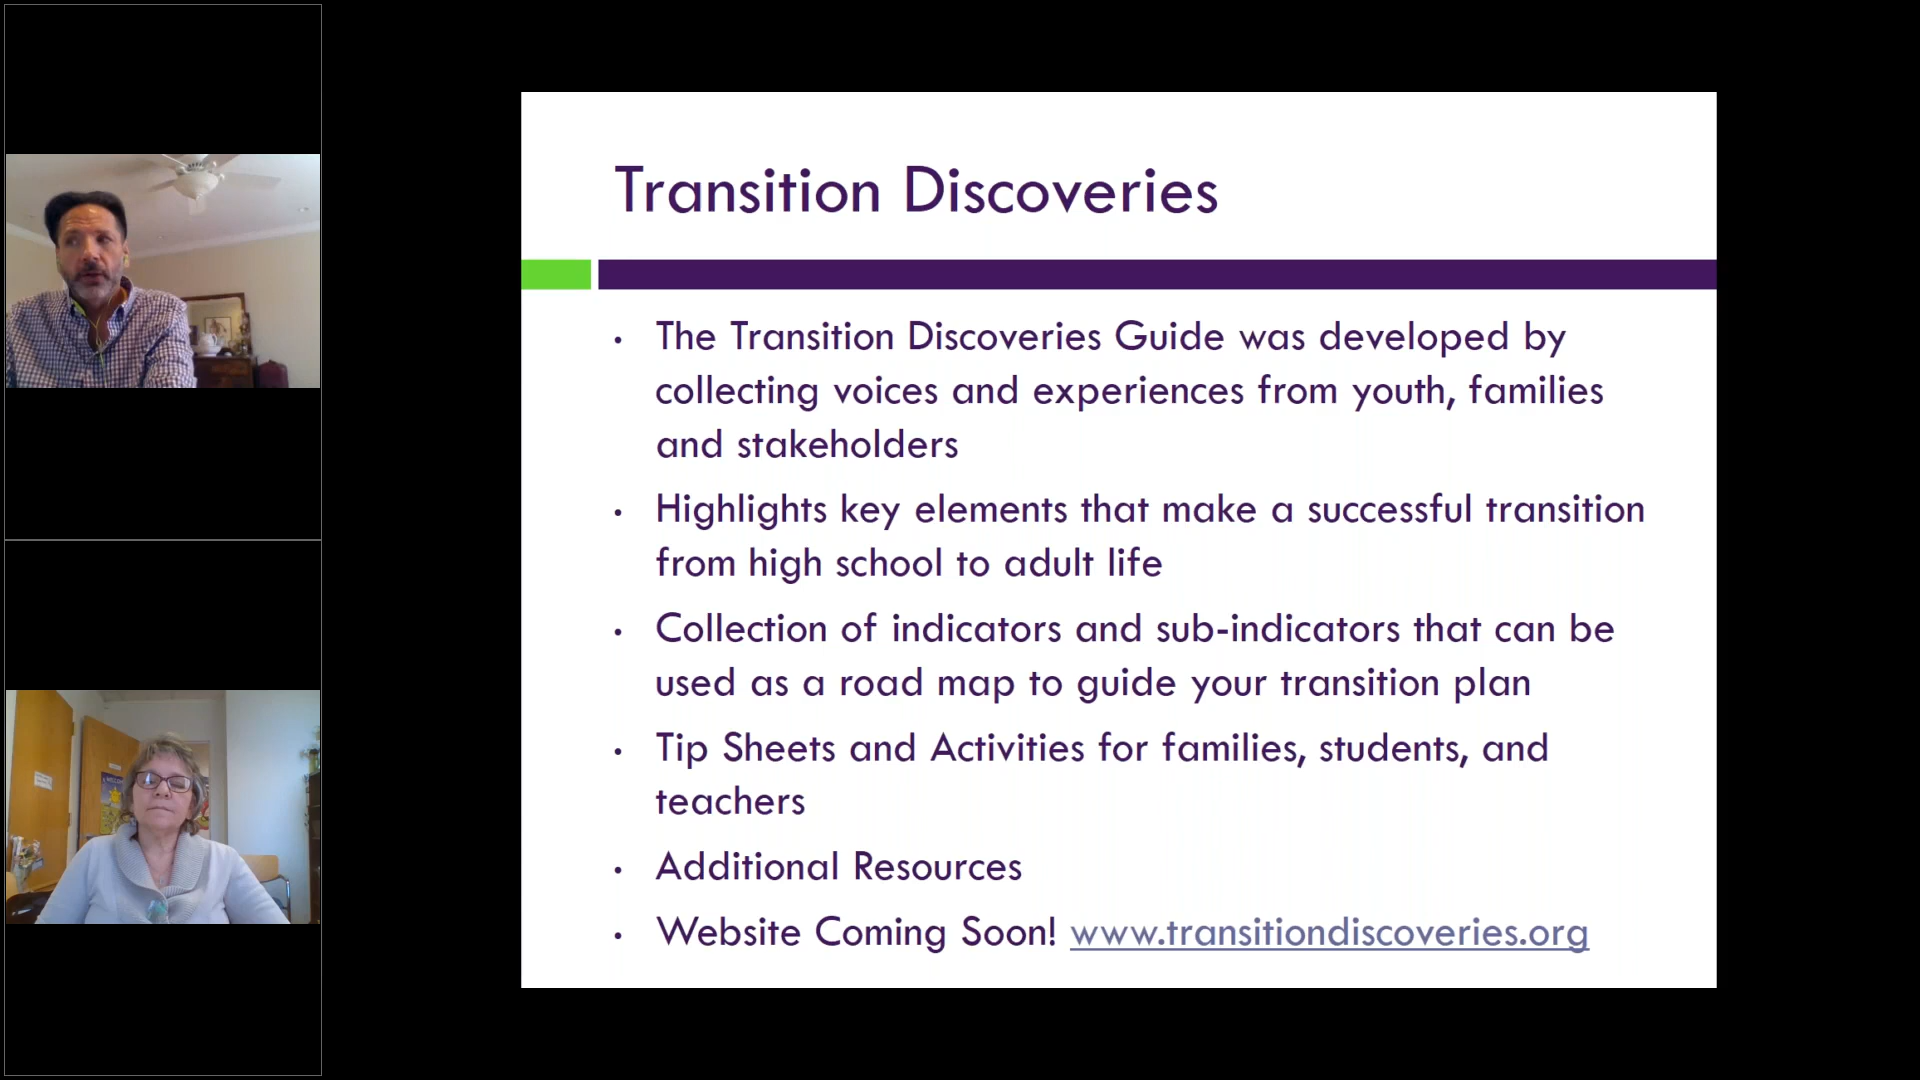 Transition Discoveries
• The Transition Discoveries Guide was developed by
collecting voices and experiences from youth, families
and stakeholders
• Highlights key elements that make a successful transition
from high school to adult life
• Collection of indicators and sub-indicators that can be
used as a road map to guide your transition plan
• Tip Sheets and Activities for families, students, and
teachers
• Additional Resources
• Website Coming Soon! www.transitiondiscoveries.org